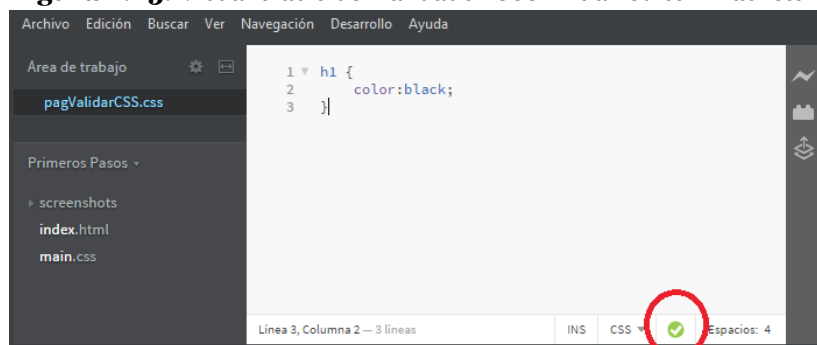 Archivo Edición Buscar Ver Navegación Desarrollo Ayuda
Área de trabajo
pagValidarCSS.css
Primeros Pasos
screenshots
index.html
main.css
1 h1 {
2 color:black;
3 }
Línea 3, Columna 2 — 3 líneas INS CSS Espacios: 4